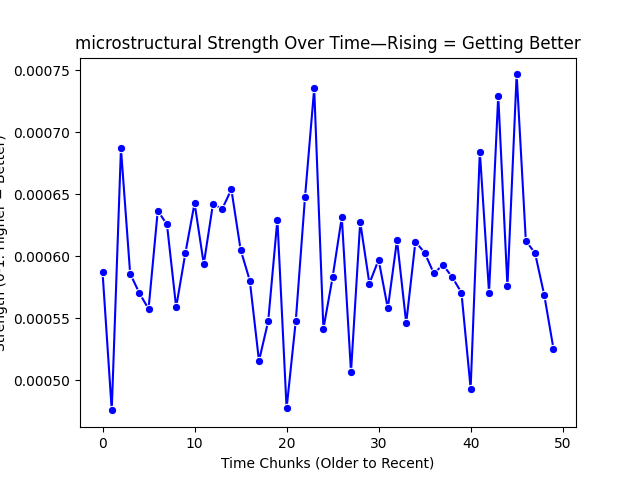 microstructural Strength Over Time—Rising = Getting Better
0.00075
0.00070
0.00065
0.00060
0.00055
0.00050
Strength (0-1: Higher = Better)
0 10 20 30 40 50
Time Chunks (Older to Recent)